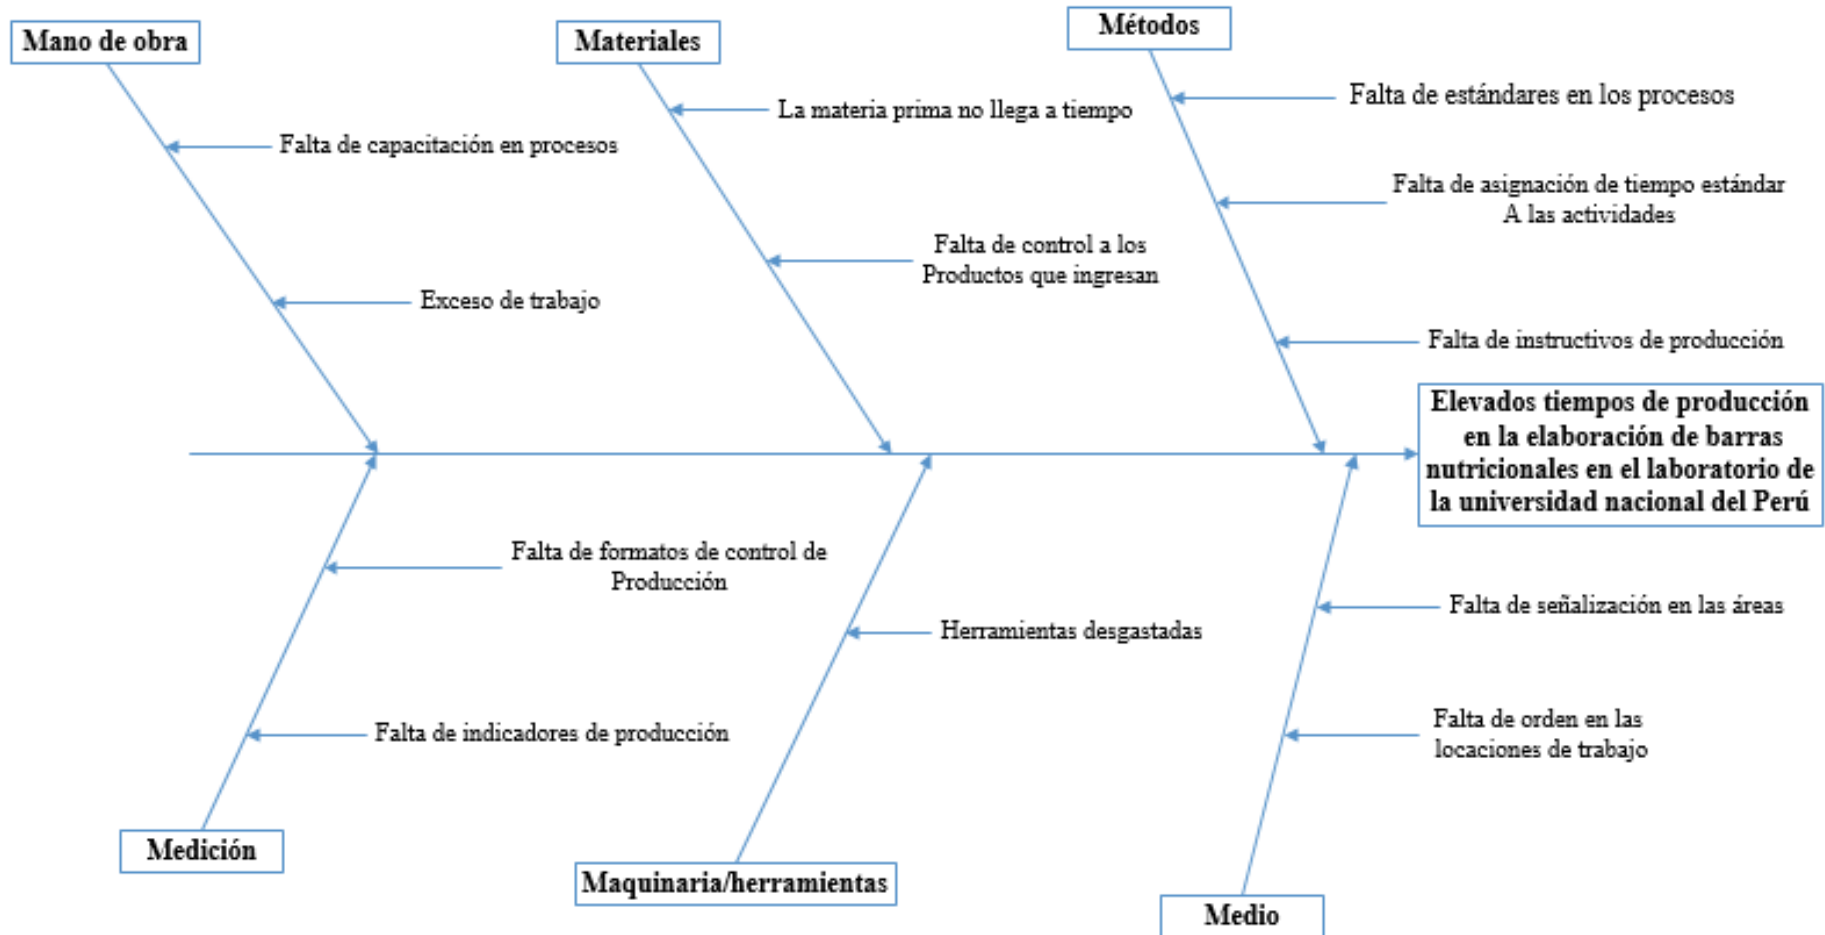 Mano de obra
Materiales
Métodos
La materia prima no llega a tiempo
Falta de estándares en los procesos
Falta de capacitación en procesos
Falta de asignación de tiempo estándar
A las actividades
Falta de control a los
Productos que ingresan
Exceso de trabajo
Falta de instructivos de producción
Elevados tiempos de producción
en la elaboración de barras
nutricionales en el laboratorio de
la universidad nacional del Perú
Falta de formatos de control de
Producción
Falta de señalización en las áreas
Herramientas desgastadas
Falta de indicadores de producción
Falta de orden en las
locaciones de trabajo
Medición
Maquinaria/herramientas
Medio